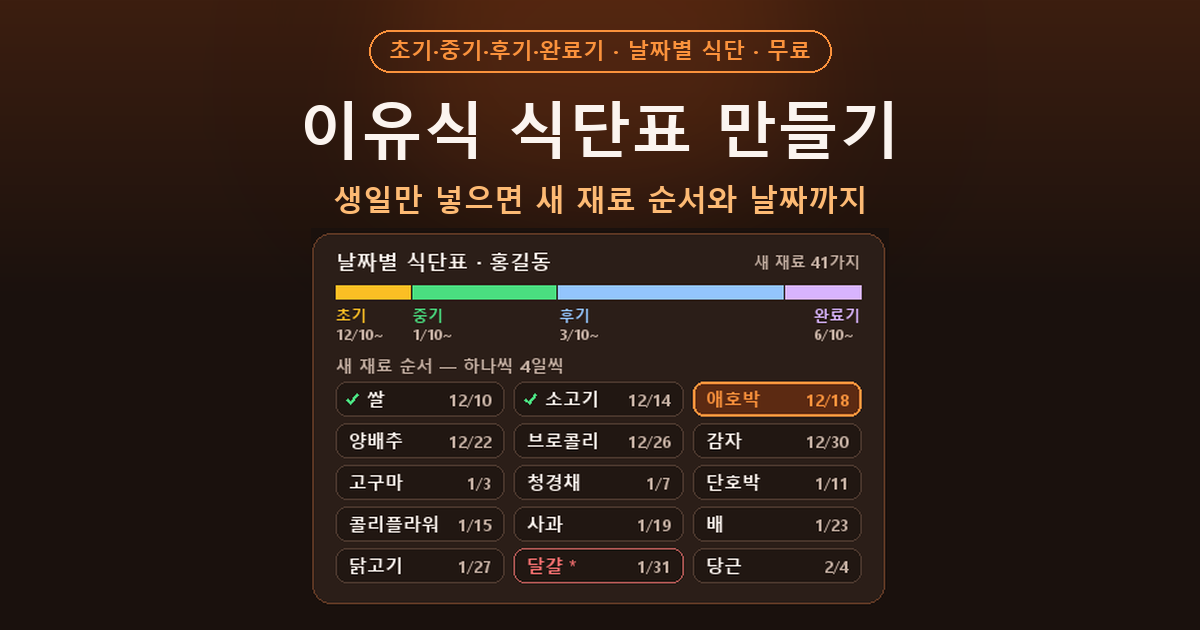 초기·중기·후기·완료기 · 날짜별 식단 · 무료
이유식 식단표 만들기
생일만 넣으면 새 재료 순서와 날짜까지
날짜별 식단표 · 홍길동 새 재료 41가지
초기 중기 후기 완료기
12/10~ 1/10~ 3/10~ 6/10~
새 재료 순서 — 하나씩 4일씩
✓ 쌀 12/10 ✓ 소고기 12/14 애호박 12/18
양배추 12/22 브로콜리 12/26 감자 12/30
고구마 1/3 청경채 1/7 단호박 1/11
콜리플라워 1/15 사과 1/19 배 1/23
닭고기 1/27 달걀 * 1/31 당근 2/4